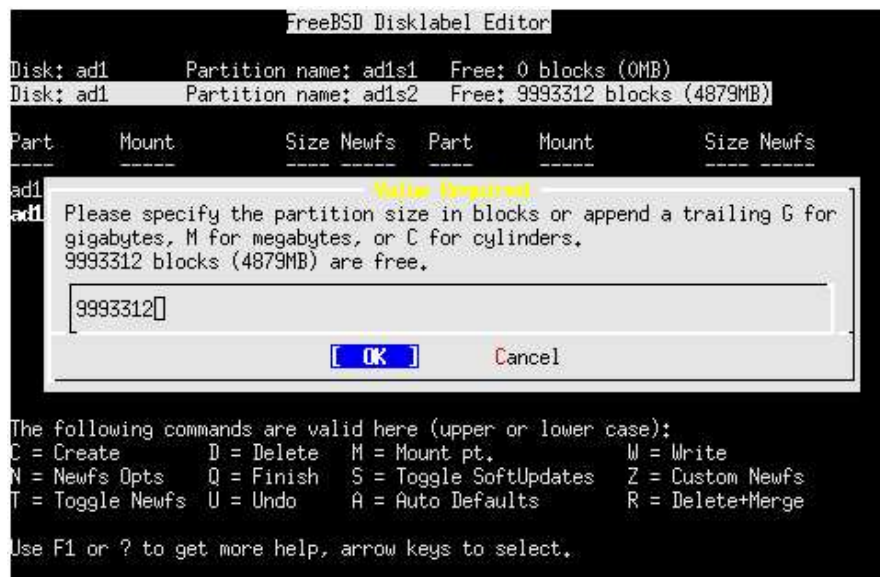 FreeBSD Disklabel Editor
Disk: ad1 Partition name: ad1s1 Free: 0 blocks (0MB)
Disk: ad1 Partition name: ad1s2 Free: 9993312 blocks (4879MB)
Part Mount Size Newfs Part Mount Size Newfs
---- ----- ---- ----- ---- ----- ---- -----
ad1
Value Required
ad1
Please specify the partition size in blocks or append a trailing G for
gigabytes, M for megabytes, or C for cylinders.
9993312 blocks (4879MB) are free.
9993312
[ OK ] Cancel
The following commands are valid here (upper or lower case):
C = Create D = Delete M = Mount pt. W = Write
N = Newfs Opts Q = Finish S = Toggle SoftUpdates Z = Custom Newfs
T = Toggle Newfs U = Undo A = Auto Defaults R = Delete+Merge
Use F1 or ? to get more help, arrow keys to select.